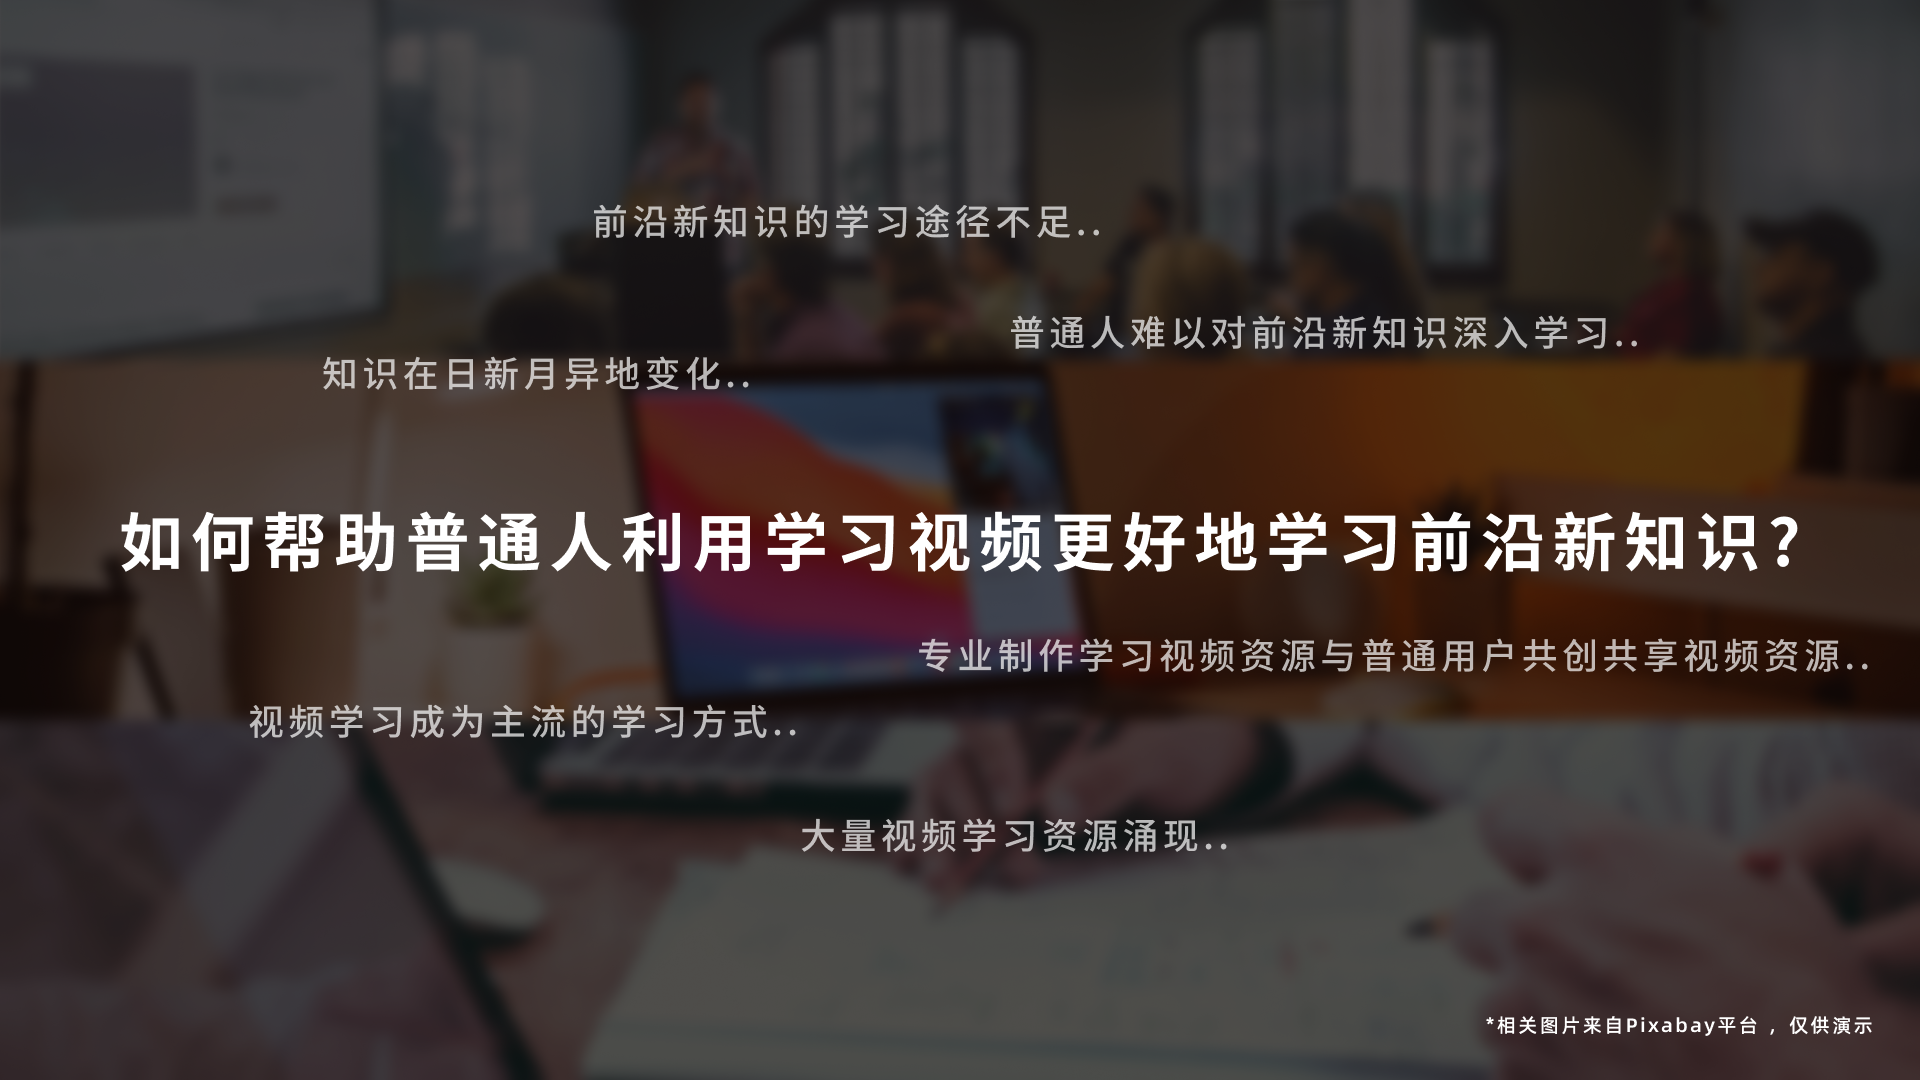 前沿新知识的学习途径不足..
普通人难以对前沿新知识深入学习..
知识在日新月异地变化..
如何帮助普通人利用学习视频更好地学习前沿新知识?
专业制作学习视频资源与普通用户共创共享视频资源..
视频学习成为主流的学习方式..
大量视频学习资源涌现..
*相关图片来自Pixabay平台 ，仅供演示